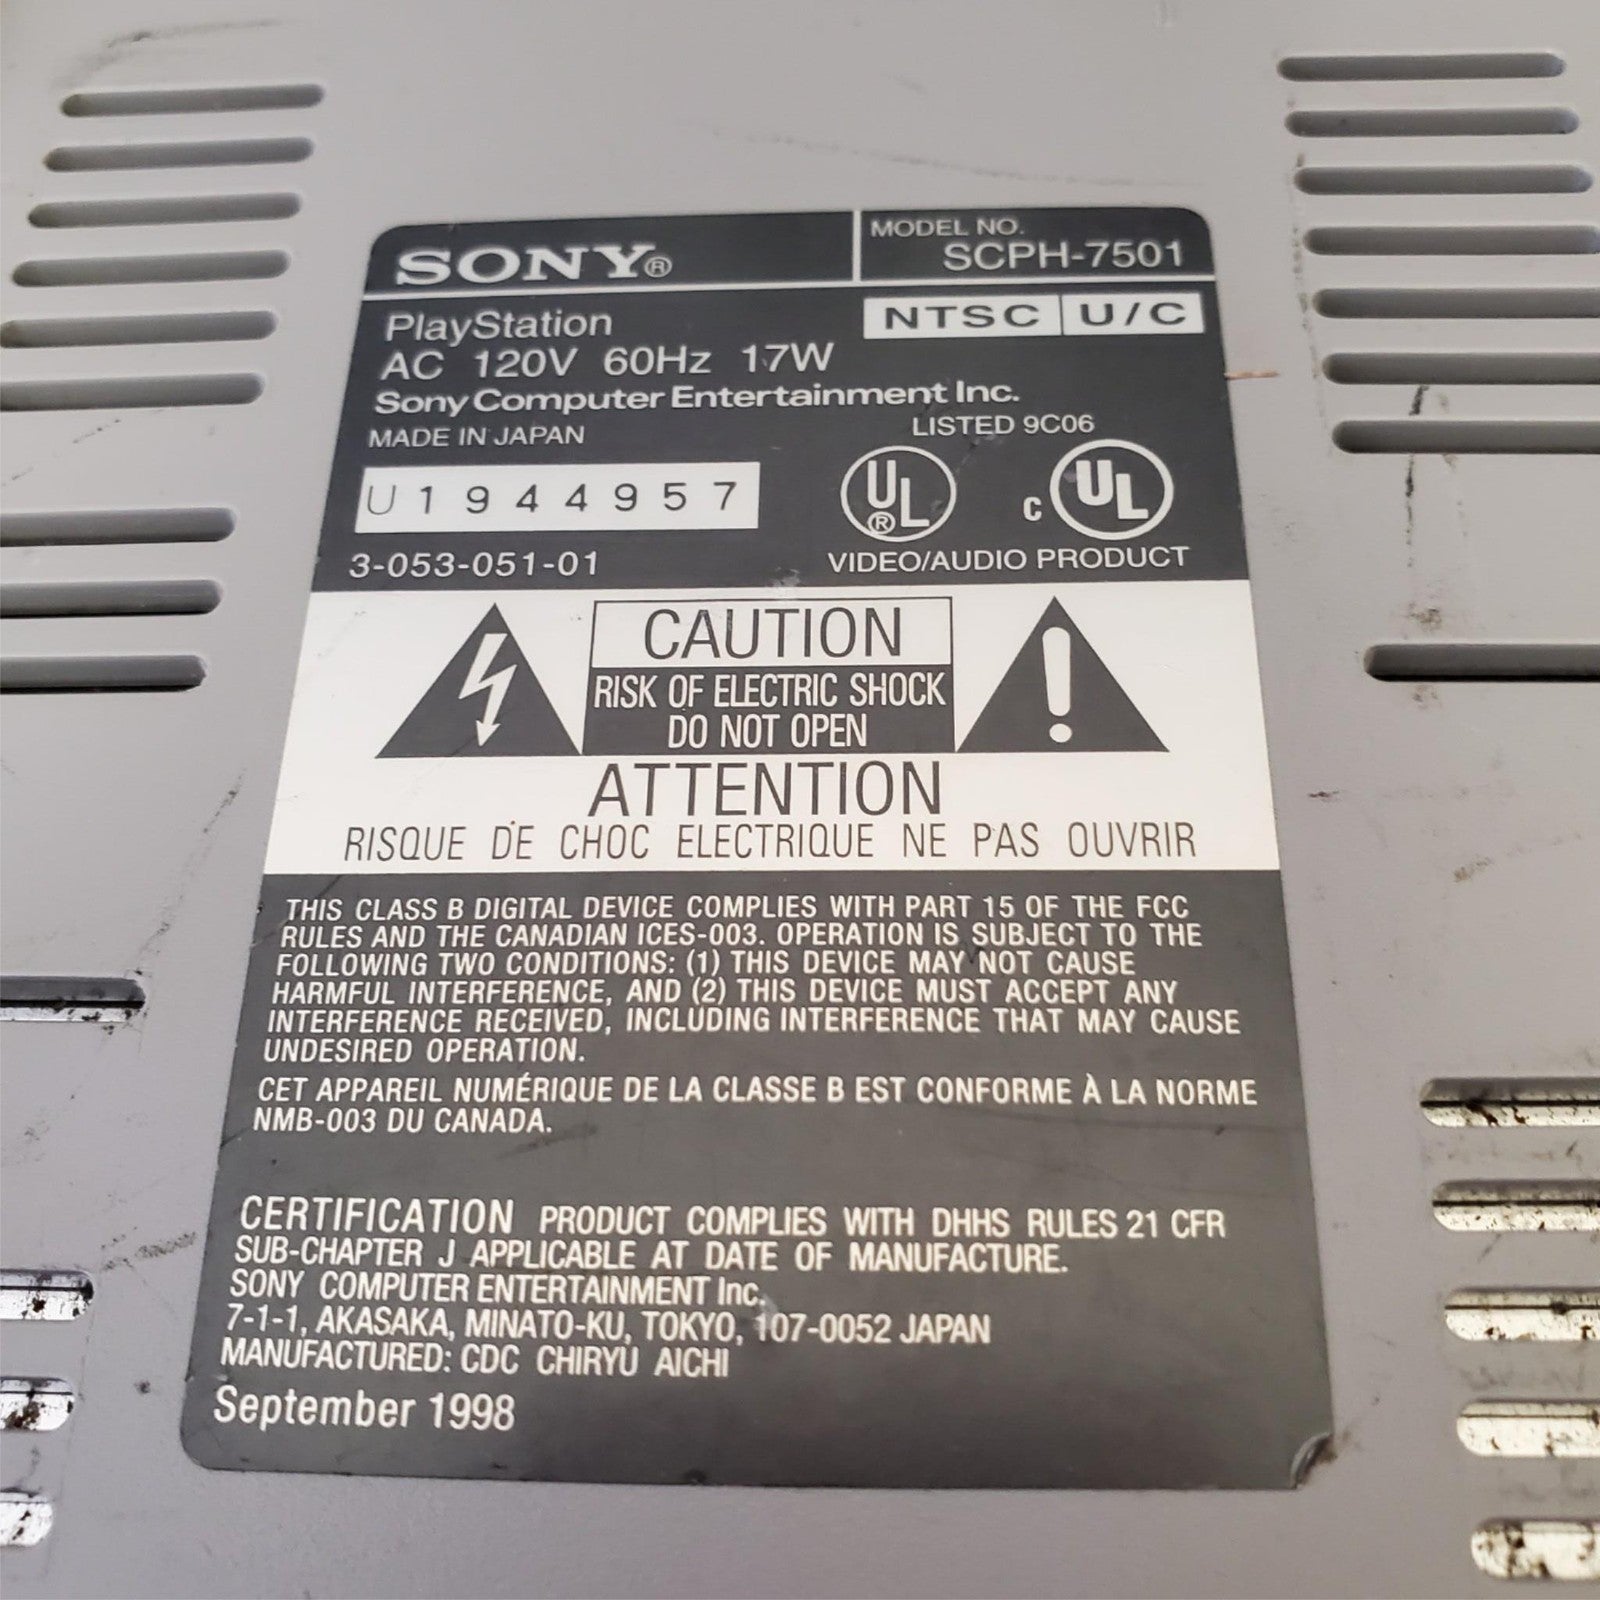 SONY®
MODEL NO.
SCPH-7501
PlayStation
NTSC U/C
AC 120V 60Hz 17W
Sony Computer Entertainment Inc.
MADE IN JAPAN
LISTED 9C06
U1944957
UL® c UL
3-053-051-01
VIDEO/AUDIO PRODUCT
CAUTION
RISK OF ELECTRIC SHOCK
DO NOT OPEN
ATTENTION
RISQUE DE CHOC ELECTRIQUE NE PAS OUVRIR
THIS CLASS B DIGITAL DEVICE COMPLIES WITH PART 15 OF THE FCC
RULES AND THE CANADIAN ICES-003. OPERATION IS SUBJECT TO THE
FOLLOWING TWO CONDITIONS: (1) THIS DEVICE MAY NOT CAUSE
HARMFUL INTERFERENCE, AND (2) THIS DEVICE MUST ACCEPT ANY
INTERFERENCE RECEIVED, INCLUDING INTERFERENCE THAT MAY CAUSE
UNDESIRED OPERATION.
CET APPAREIL NUMÉRIQUE DE LA CLASSE B EST CONFORME À LA NORME
NMB-003 DU CANADA.
CERTIFICATION PRODUCT COMPLIES WITH DHHS RULES 21 CFR
SUB-CHAPTER J APPLICABLE AT DATE OF MANUFACTURE.
SONY COMPUTER ENTERTAINMENT Inc.
7-1-1, AKASAKA, MINATO-KU, TOKYO, 107-0052 JAPAN
MANUFACTURED: CDC CHIRYU AICHI
September 1998